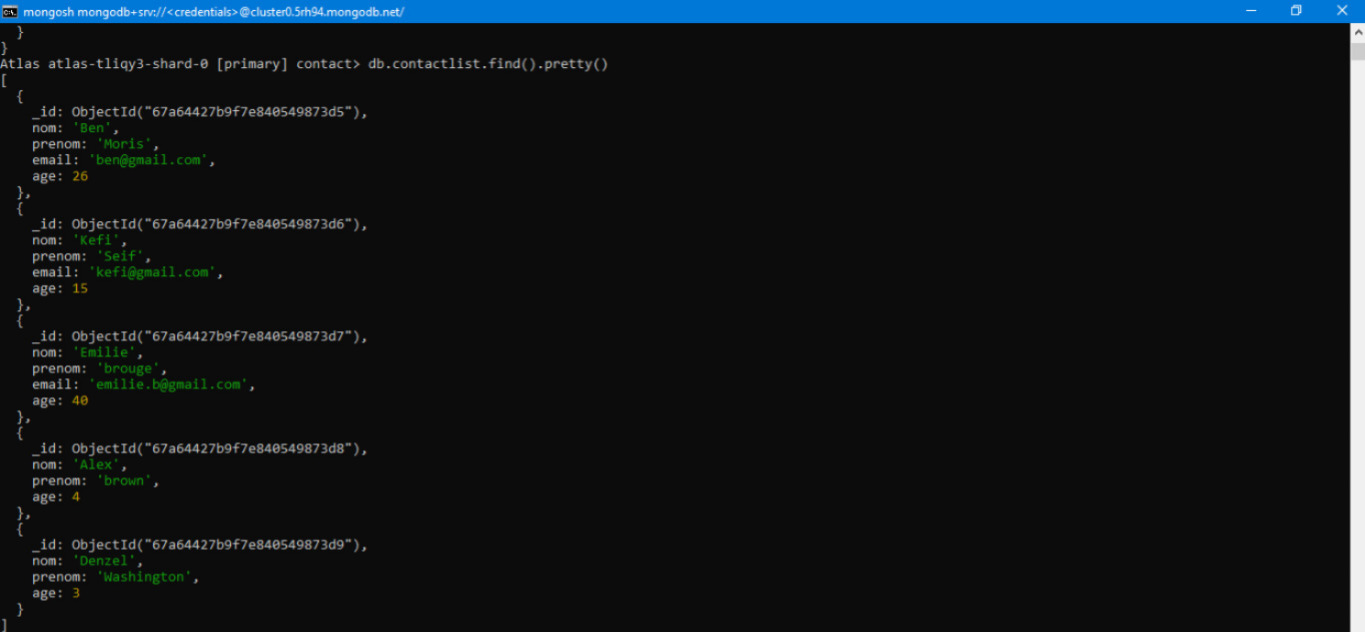 mongosh mongodb+srv://<credentials>@cluster0.5rh94.mongodb.net/
}
}
Atlas atlas-tliqy3-shard-0 [primary] contact> db.contactlist.find().pretty()
[
{
_id: ObjectId("67a64427b9f7e840549873d5"),
nom: 'Ben',
prenom: 'Moris',
email: 'ben@gmail.com',
age: 26
},
{
_id: ObjectId("67a64427b9f7e840549873d6"),
nom: 'Kefi',
prenom: 'Seif',
email: 'kefi@gmail.com',
age: 15
},
{
_id: ObjectId("67a64427b9f7e840549873d7"),
nom: 'Emilie',
prenom: 'brouge',
email: 'emilie.b@gmail.com',
age: 40
},
{
_id: ObjectId("67a64427b9f7e840549873d8"),
nom: 'Alex',
prenom: 'brown',
age: 4
},
{
_id: ObjectId("67a64427b9f7e840549873d9"),
nom: 'Denzel',
prenom: 'Washington',
age: 3
}
]